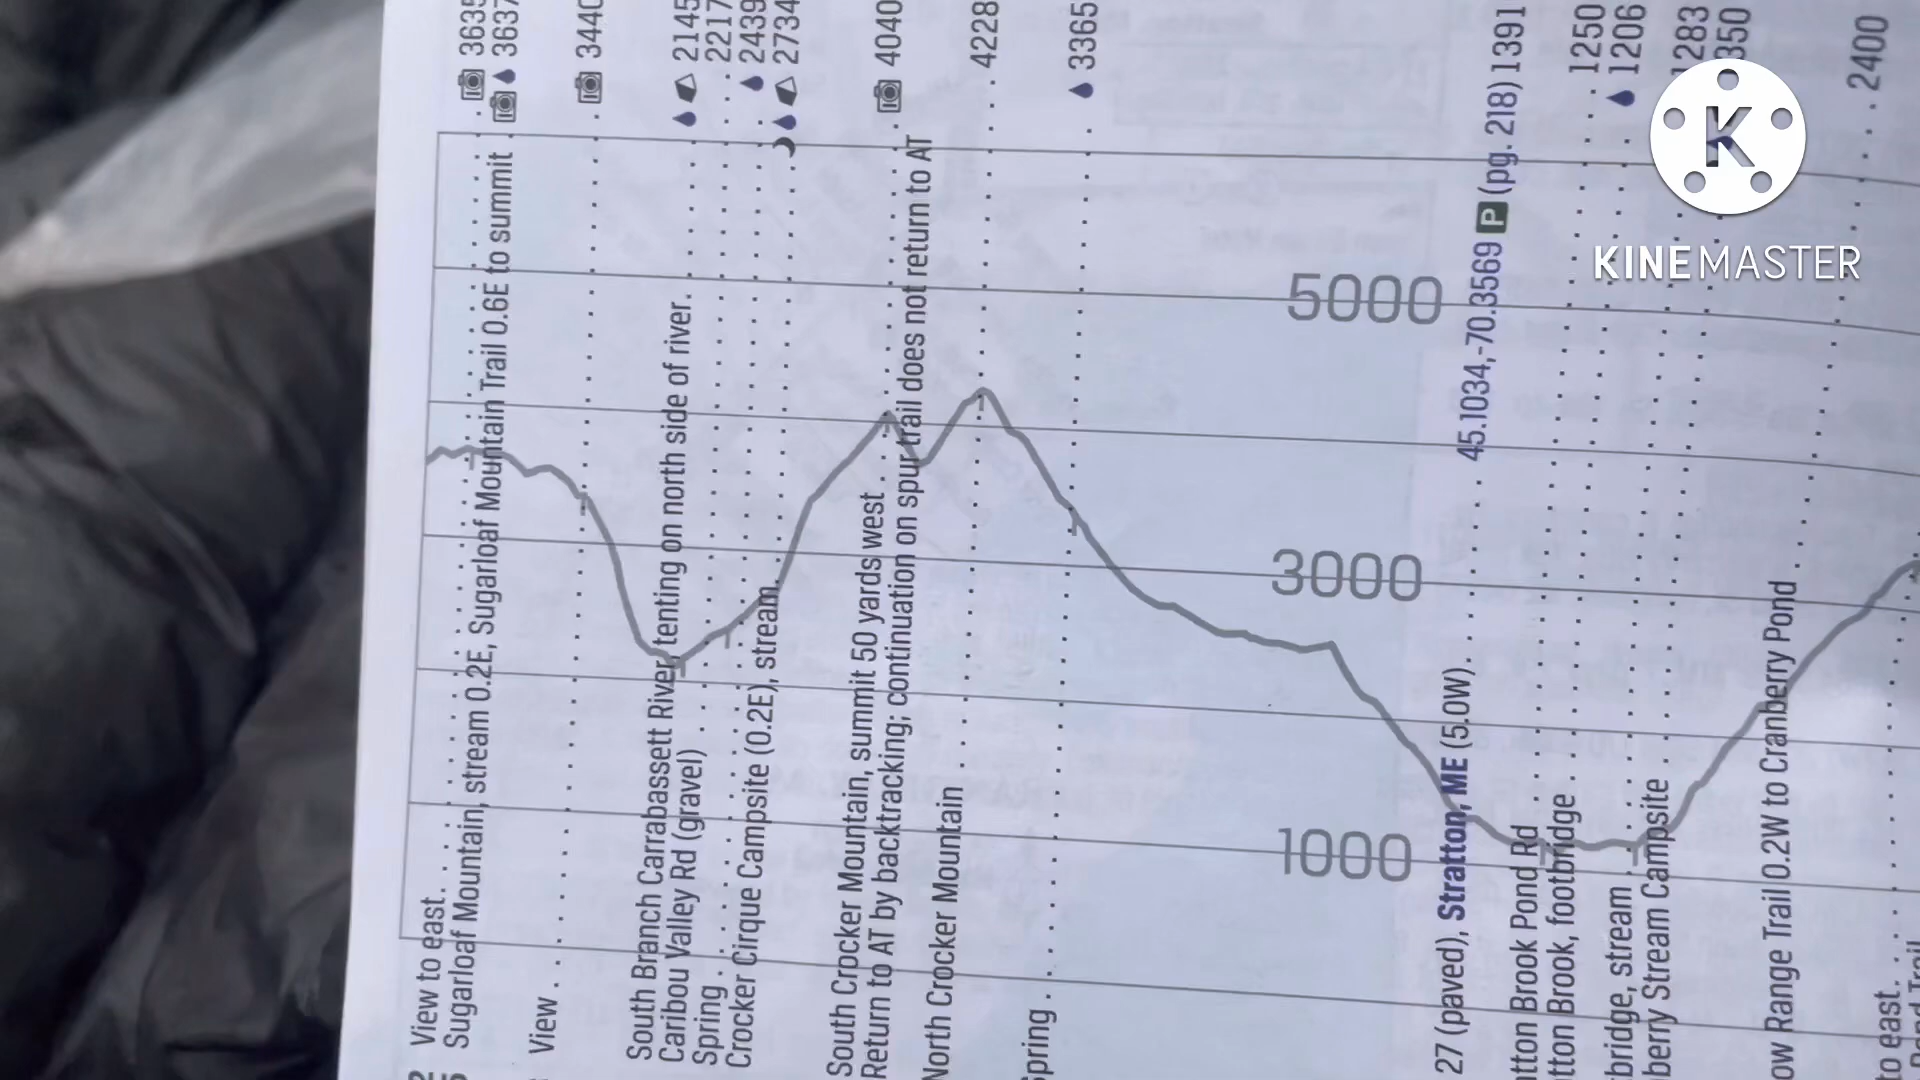 View to east. . . . . . 3635
Sugarloaf Mountain, stream 0.2E, Sugarloaf Mountain Trail 0.6E to summit . 3637
View . . . . . 3440
South Branch Carrabassett River, tenting on north side of river. 2145
Caribou Valley Rd (gravel) . . . . 2217
Spring . . . . . 2439
Crocker Cirque Campsite (0.2E), stream. . . . 2734
South Crocker Mountain, summit 50 yards west . . . . 4040
Return to AT by backtracking; continuation on spur trail does not return to AT
North Crocker Mountain . . . . . 4228
Spring . . . . . 3365
5000
3000
1000
27 (paved), Stratton, ME (5.0W). . . . . 45.1034,-70.3569 P (pg. 218) 1391
Pond Rd . . . . . 1250
Brook, footbridge . . . . . 1206
stream . . . . . 1283
Stream Campsite . . . . . 350
Range Trail 0.2W to Cranberry Pond . . . . .
to east. . . . . . 2400
K
KINEMASTER